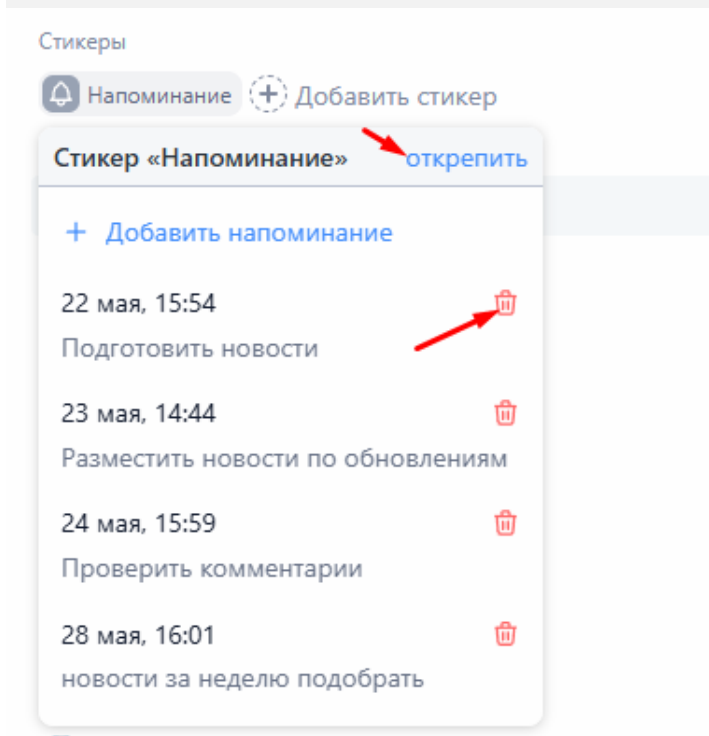 Стикеры
Напоминание Добавить стикер
Стикер «Напоминание» открепить
+ Добавить напоминание
22 мая, 15:54
Подготовить новости
23 мая, 14:44
Разместить новости по обновлениям
24 мая, 15:59
Проверить комментарии
28 мая, 16:01
новости за неделю подобрать